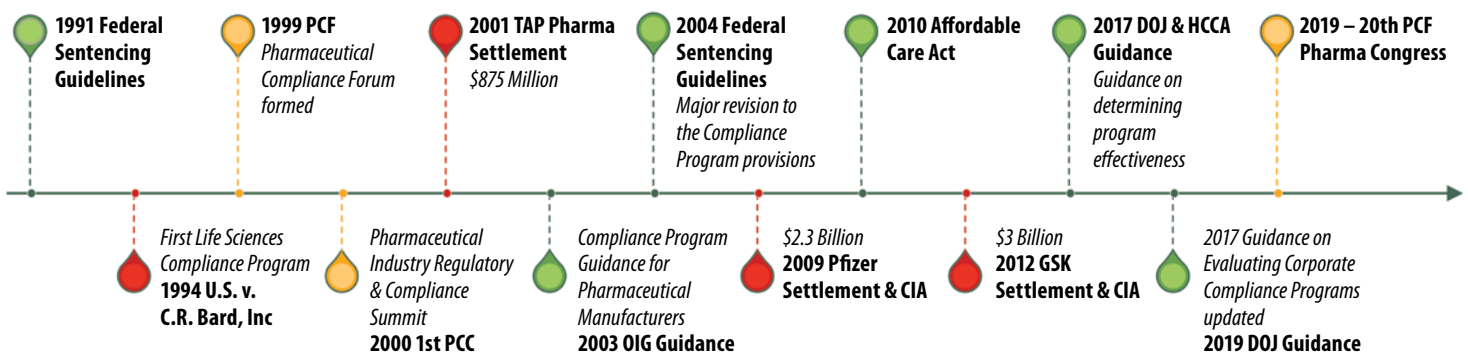 1991 Federal
Sentencing
Guidelines
1999 PCF
Pharmaceutical
Compliance Forum
formed
2001 TAP Pharma
Settlement
$875 Million
2004 Federal
Sentencing
Guidelines
Major revision to
the Compliance
Program provisions
2010 Affordable
Care Act
2017 DOJ & HCCA
Guidance
Guidance on
determining
program
effectiveness
2019 – 20th PCF
Pharma Congress
First Life Sciences
Compliance Program
1994 U.S. v.
C.R. Bard, Inc
Pharmaceutical
Industry Regulatory
& Compliance
Summit
2000 1st PCC
Compliance Program
Guidance for
Pharmaceutical
Manufacturers
2003 OIG Guidance
$2.3 Billion
2009 Pfizer
Settlement & CIA
$3 Billion
2012 GSK
Settlement & CIA
2017 Guidance on
Evaluating Corporate
Compliance Programs
updated
2019 DOJ Guidance